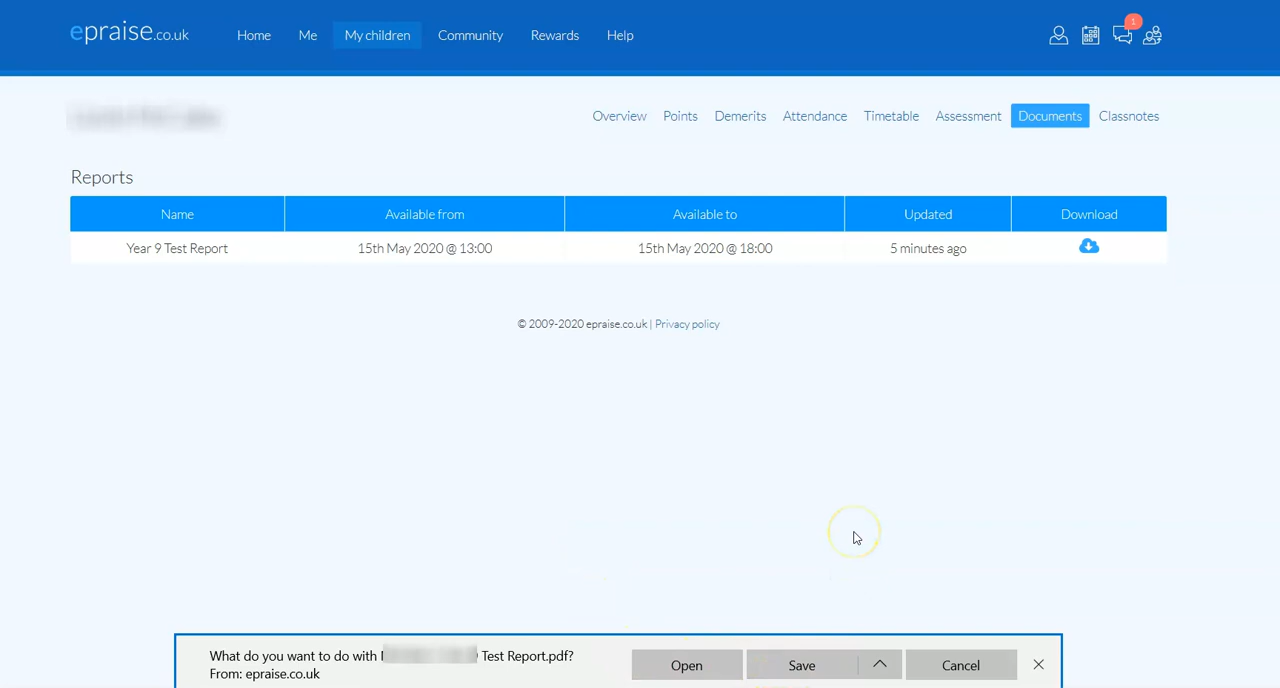 epraise.co.uk Home Me My children Community Rewards Help 1
Overview Points Demerits Attendance Timetable Assessment Documents Classnotes
Reports
Name Available from Available to Updated Download
Year 9 Test Report 15th May 2020 @ 13:00 15th May 2020 @ 18:00 5 minutes ago
© 2009-2020 epraise.co.uk | Privacy policy
What do you want to do with Test Report.pdf? Open Save Cancel
From: epraise.co.uk